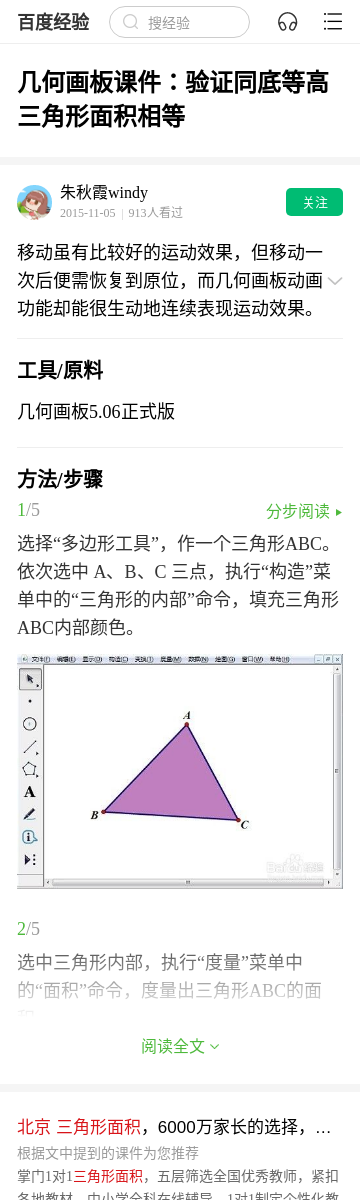 百度经验
搜经验
几何画板课件：验证同底等高
三角形面积相等
朱秋霞windy
2015-11-05 | 913人看过
关注
移动虽有比较好的运动效果，但移动一
次后便需恢复到原位，而几何画板动画
功能却能很生动地连续表现运动效果。
工具/原料
几何画板5.06正式版
方法/步骤
1/5
分步阅读
选择“多边形工具”，作一个三角形ABC。
依次选中 A、B、C 三点，执行“构造”菜
单中的“三角形的内部”命令，填充三角形
ABC内部颜色。
文件(F) 编辑(E) 显示(D) 构造(C) 变换(T) 度量(M) 数据(N) 绘图(G) 窗口(W) 帮助(H)
A
A
B
C
2/5
选中三角形内部，执行“度量”菜单中
的“面积”命令，度量出三角形ABC的面
阅读全文
北京 三角形面积，6000万家长的选择，…
根据文中提到的课件为您推荐
掌门1对1三角形面积，五层筛选全国优秀教师，紧扣
各地教材，中小学全科在线辅导，1对1制定个性化教